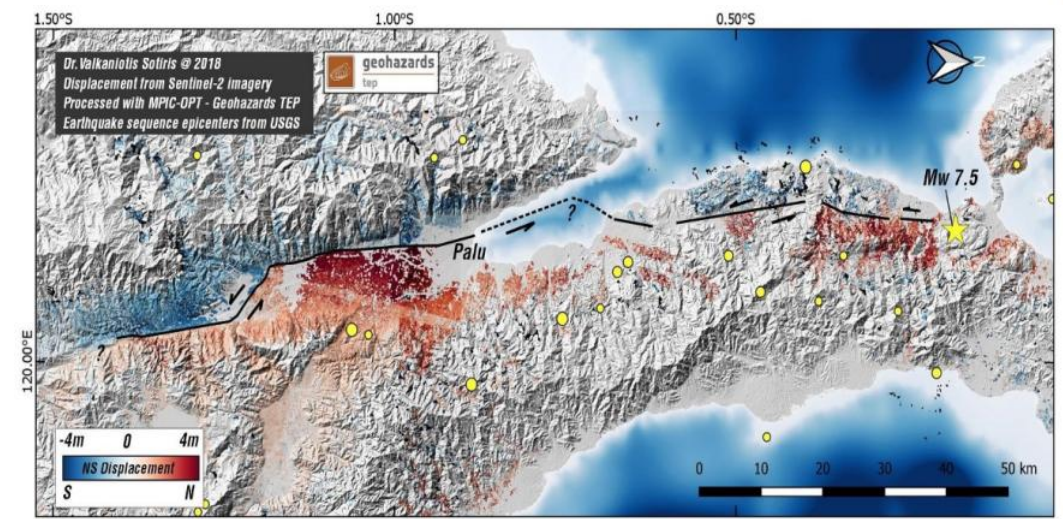 1.50°S 1.00°S 0.50°S
Dr.Valkaniotis Sotiris @ 2018
Displacement from Sentinel-2 imagery
Processed with MPIC-OPT - Geohazards TEP
Earthquake sequence epicenters from USGS
geohazards
tep
N
Mw 7.5
?
Palu
?
120.00°E
-4m 0 4m
NS Displacement
S N
0 10 20 30 40 50 km